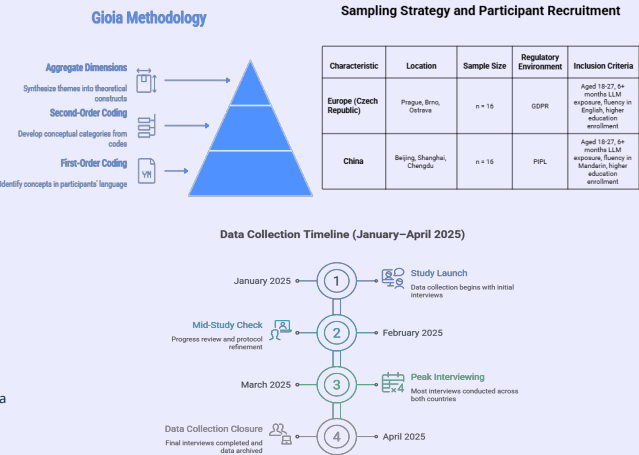 Gioia Methodology
Aggregate Dimensions
Synthesize themes into theoretical
constructs
Second-Order Coding
Develop conceptual categories from
codes
First-Order Coding
Identify concepts in participants' language
Sampling Strategy and Participant Recruitment
Characteristic
Location
Sample Size
Regulatory
Environment
Inclusion Criteria
Europe (Czech
Republic)
Prague, Brno,
Ostrava
n = 16
GDPR
Aged 18-27, 6+
months LLM
exposure, fluency in
English, higher
education
enrollment
China
Beijing, Shanghai,
Chengdu
n = 16
PIPL
Aged 18-27, 6+
months LLM
exposure, fluency in
Mandarin, higher
education
enrollment
Data Collection Timeline (January–April 2025)
January 2025
1
Study Launch
Data collection begins with initial
interviews
Mid-Study Check
Progress review and protocol
refinement
2
February 2025
March 2025
3
Peak Interviewing
Most interviews conducted across
both countries
a
Data Collection Closure
Final interviews completed and
data archived
4
April 2025